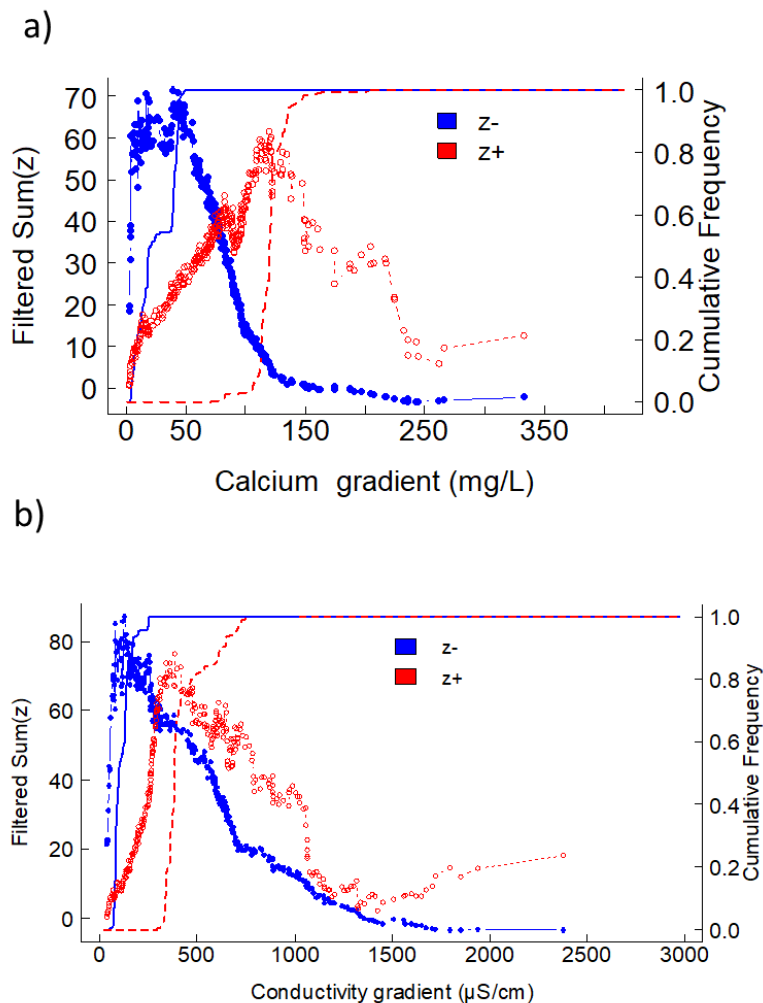 a)
70
60
50
40
30
20
10
0
Filtered Sum(z)
z-
z+
1.0
0.8
0.6
0.4
0.2
0.0
Cumulative Frequency
0 50 150 250 350
Calcium gradient (mg/L)
b)
80
60
40
20
0
Filtered Sum(z)
z-
z+
1.0
0.8
0.6
0.4
0.2
0.0
Cumulative Frequency
0 500 1000 1500 2000 2500 3000
Conductivity gradient (µS/cm)